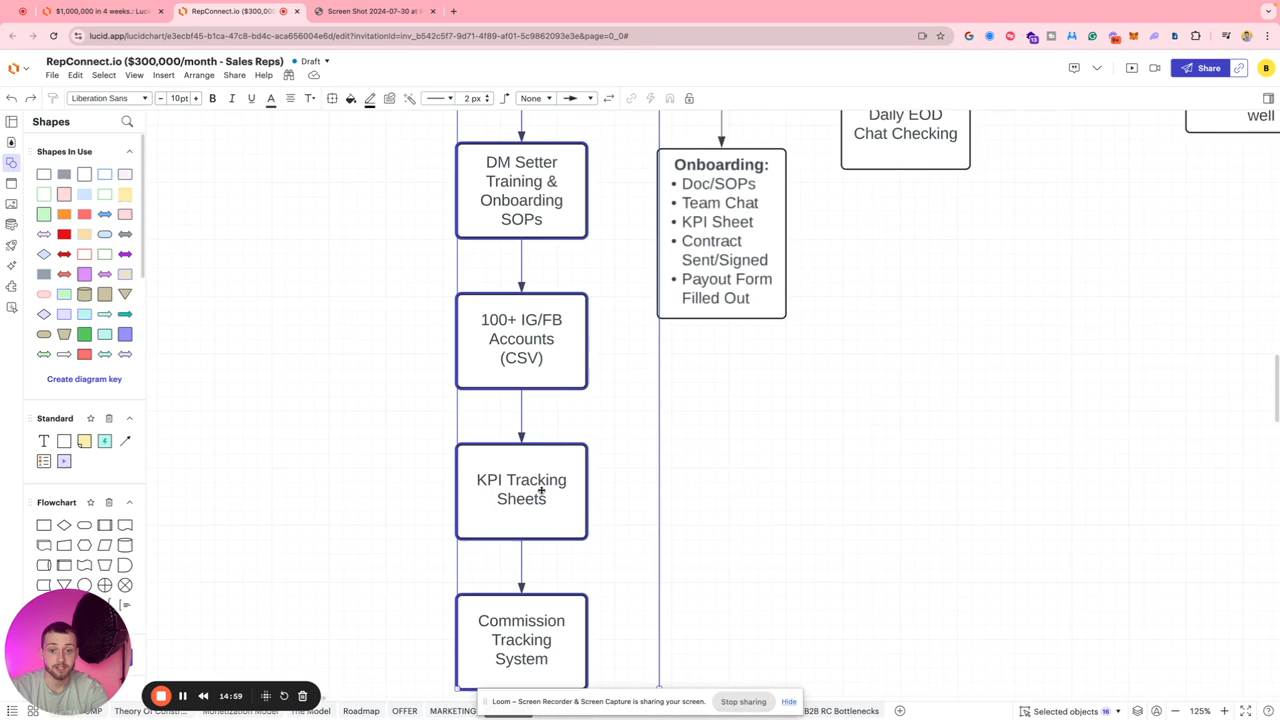 $1,000,000 in 4 weeks.: Luci
RepConnect.io ($300,000
Screen Shot 2024-07-30 at 8
lucid.app/lucidchart/e3ecbf45-b1ca-47c8-bd4c-aca656004e6d/edit?invitationId=inv_b542c5f7-9d71-4f89-af01-5c9862093e3e&page=0_0#
RepConnect.io ($300,000/month - Sales Reps)
Draft
File Edit Select View Insert Arrange Share Help
Share
B
Liberation Sans
10pt
2 px
None
Shapes
Shapes In Use
Create diagram key
Standard
Flowchart
DM Setter
Training &
Onboarding
SOPs
100+ IG/FB
Accounts
(CSV)
KPI Tracking
Sheets
Commission
Tracking
System
Onboarding:
• Doc/SOPs
• Team Chat
• KPI Sheet
• Contract
Sent/Signed
• Payout Form
Filled Out
Daily EOD
Chat Checking
well
14:59
Loom – Screen Recorder & Screen Capture is sharing your screen.
Stop sharing
Hide
Theory Of Constr
Monetization Model
The Model
Roadmap
OFFER
MARKETING
B2B RC Bottlenecks
Selected objects 16
125%